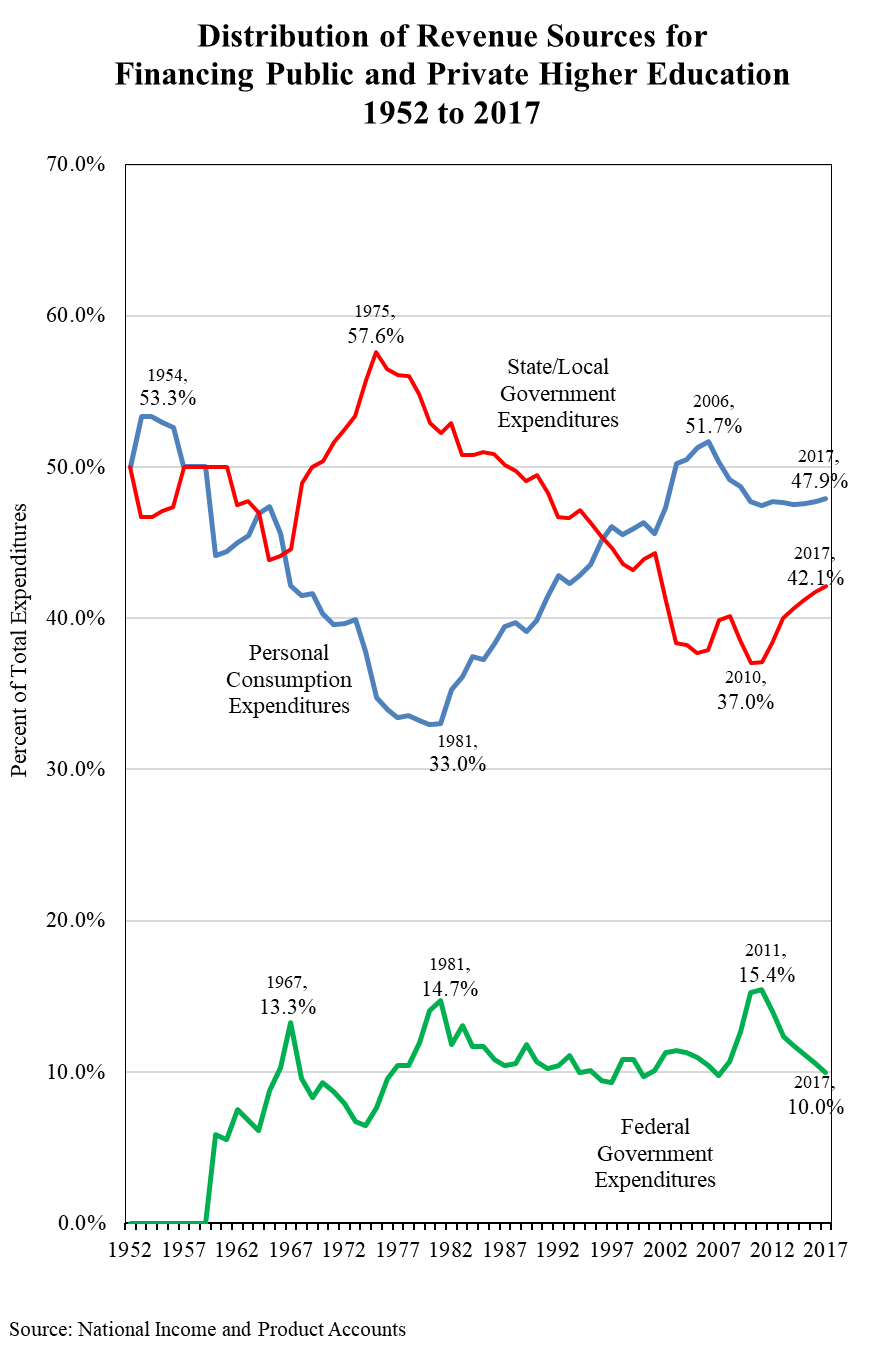 Distribution of Revenue Sources for
Financing Public and Private Higher Education
1952 to 2017
70.0%
60.0%
50.0%
40.0%
30.0%
20.0%
10.0%
0.0%
Percent of Total Expenditures
1954,
53.3%
1975,
57.6%
State/Local
Government
Expenditures
2006,
51.7%
2017,
47.9%
2017,
42.1%
2010,
37.0%
Personal
Consumption
Expenditures
1981,
33.0%
1967,
13.3%
1981,
14.7%
2011,
15.4%
2017,
10.0%
Federal
Government
Expenditures
1952 1957 1962 1967 1972 1977 1982 1987 1992 1997 2002 2007 2012 2017
Source: National Income and Product Accounts